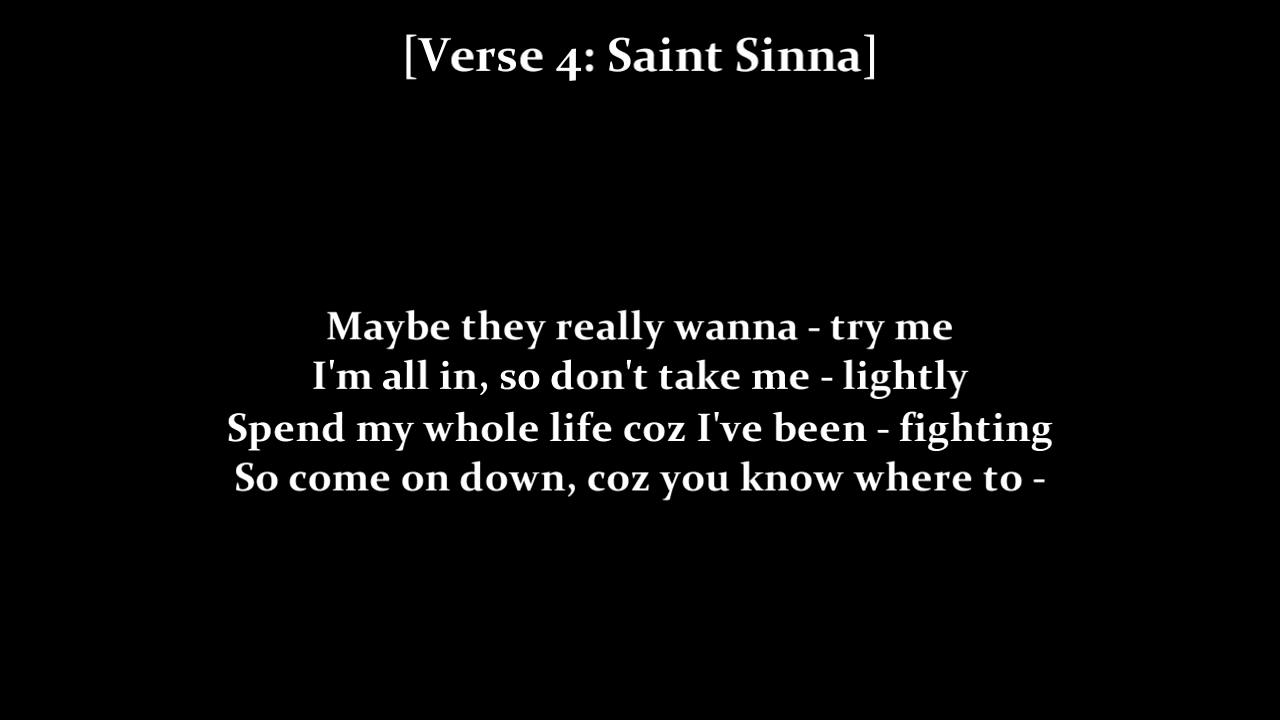 [Verse 4: Saint Sinna]
Maybe they really wanna - try me
I'm all in, so don't take me - lightly
Spend my whole life coz I've been - fighting
So come on down, coz you know where to -